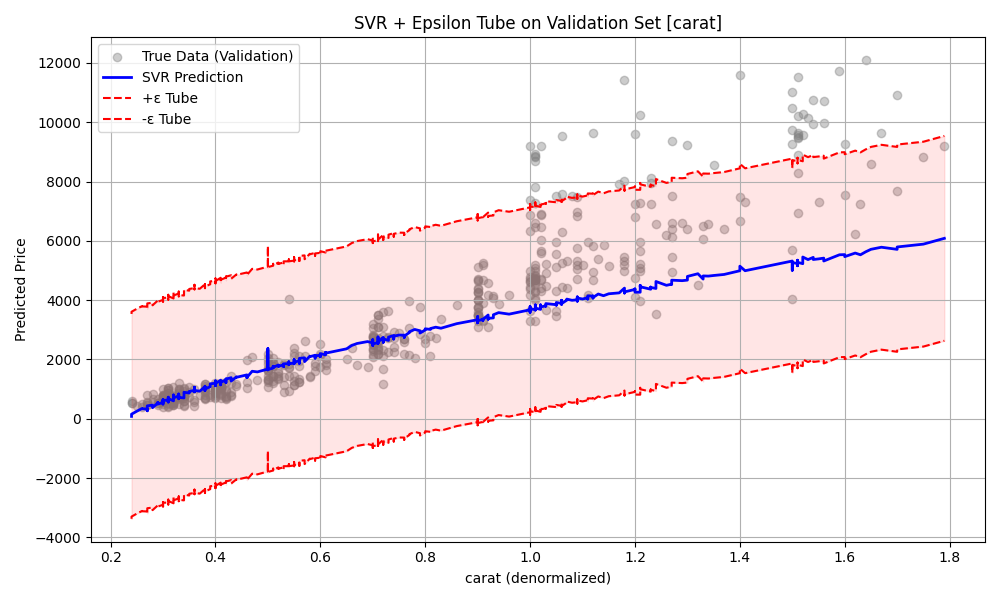 SVR + Epsilon Tube on Validation Set [carat]
True Data (Validation)
SVR Prediction
+ε Tube
-ε Tube
Predicted Price
12000
10000
8000
6000
4000
2000
0
−2000
−4000
0.2 0.4 0.6 0.8 1.0 1.2 1.4 1.6 1.8
carat (denormalized)